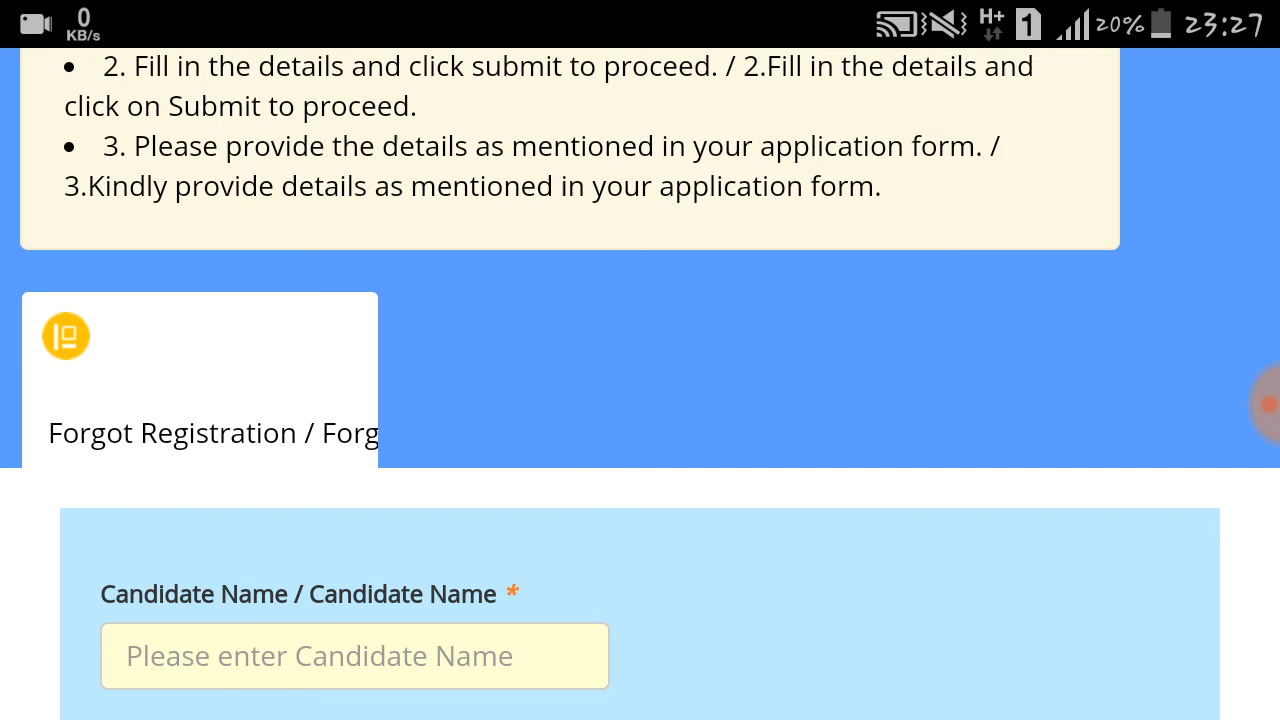 0
KB/s
H+ 1 20% 23:27
2. Fill in the details and click submit to proceed. / 2.Fill in the details and
click on Submit to proceed.
3. Please provide the details as mentioned in your application form. /
3.Kindly provide details as mentioned in your application form.
Forgot Registration / Forg
Candidate Name / Candidate Name *
Please enter Candidate Name